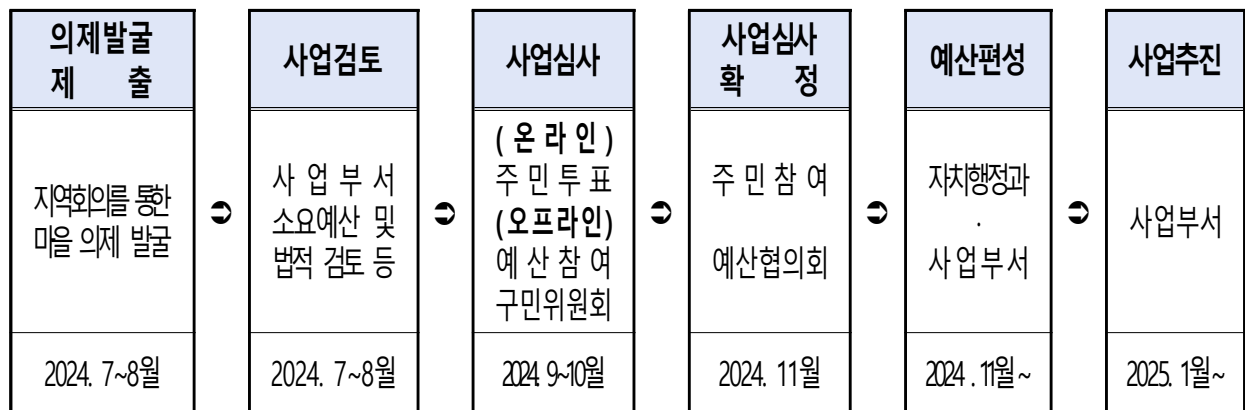 의제발굴
제 출
지역회의를 통한
마을 의제 발굴
2024. 7~8월
➲
사업검토
사 업 부 서
소요예산 및
법적 검토 등
2024. 7~8월
➲
사업심사
( 온 라 인 )
주 민 투 표
(오프라인)
예 산 참 여
구민위원회
2024. 9~10월
➲
사업심사
확 정
주 민 참 여
예산협의회
2024. 11월
➲
예산편성
자치행정과
·
사 업 부 서
2024 . 11월 ~
➲
사업추진
사업부서
2025. 1월~